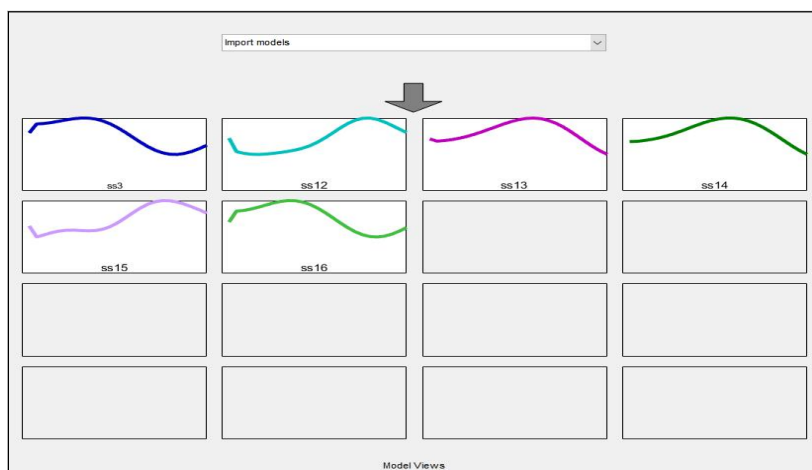 Import models
ss3
ss12
ss13
ss14
ss15
ss16
Model Views